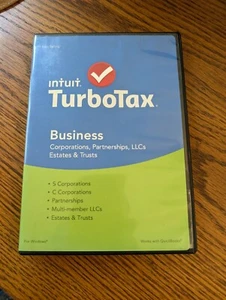 intuit
TurboTax.
Business
Corporations, Partnerships, LLCs
Estates & Trusts
• S Corporations
• C Corporations
• Partnerships
• Multi-member LLCs
• Estates & Trusts
For Windows®